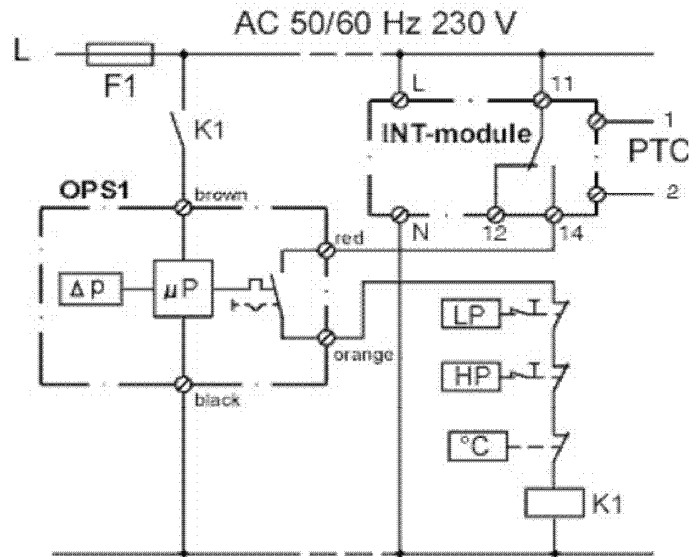 AC 50/60 Hz 230 V
L
F1
L
11
K1
INT-module
1
PTC
2
OPS1
brown
N
12
14
red
Δp
μP
LP
orange
HP
black
°C
K1